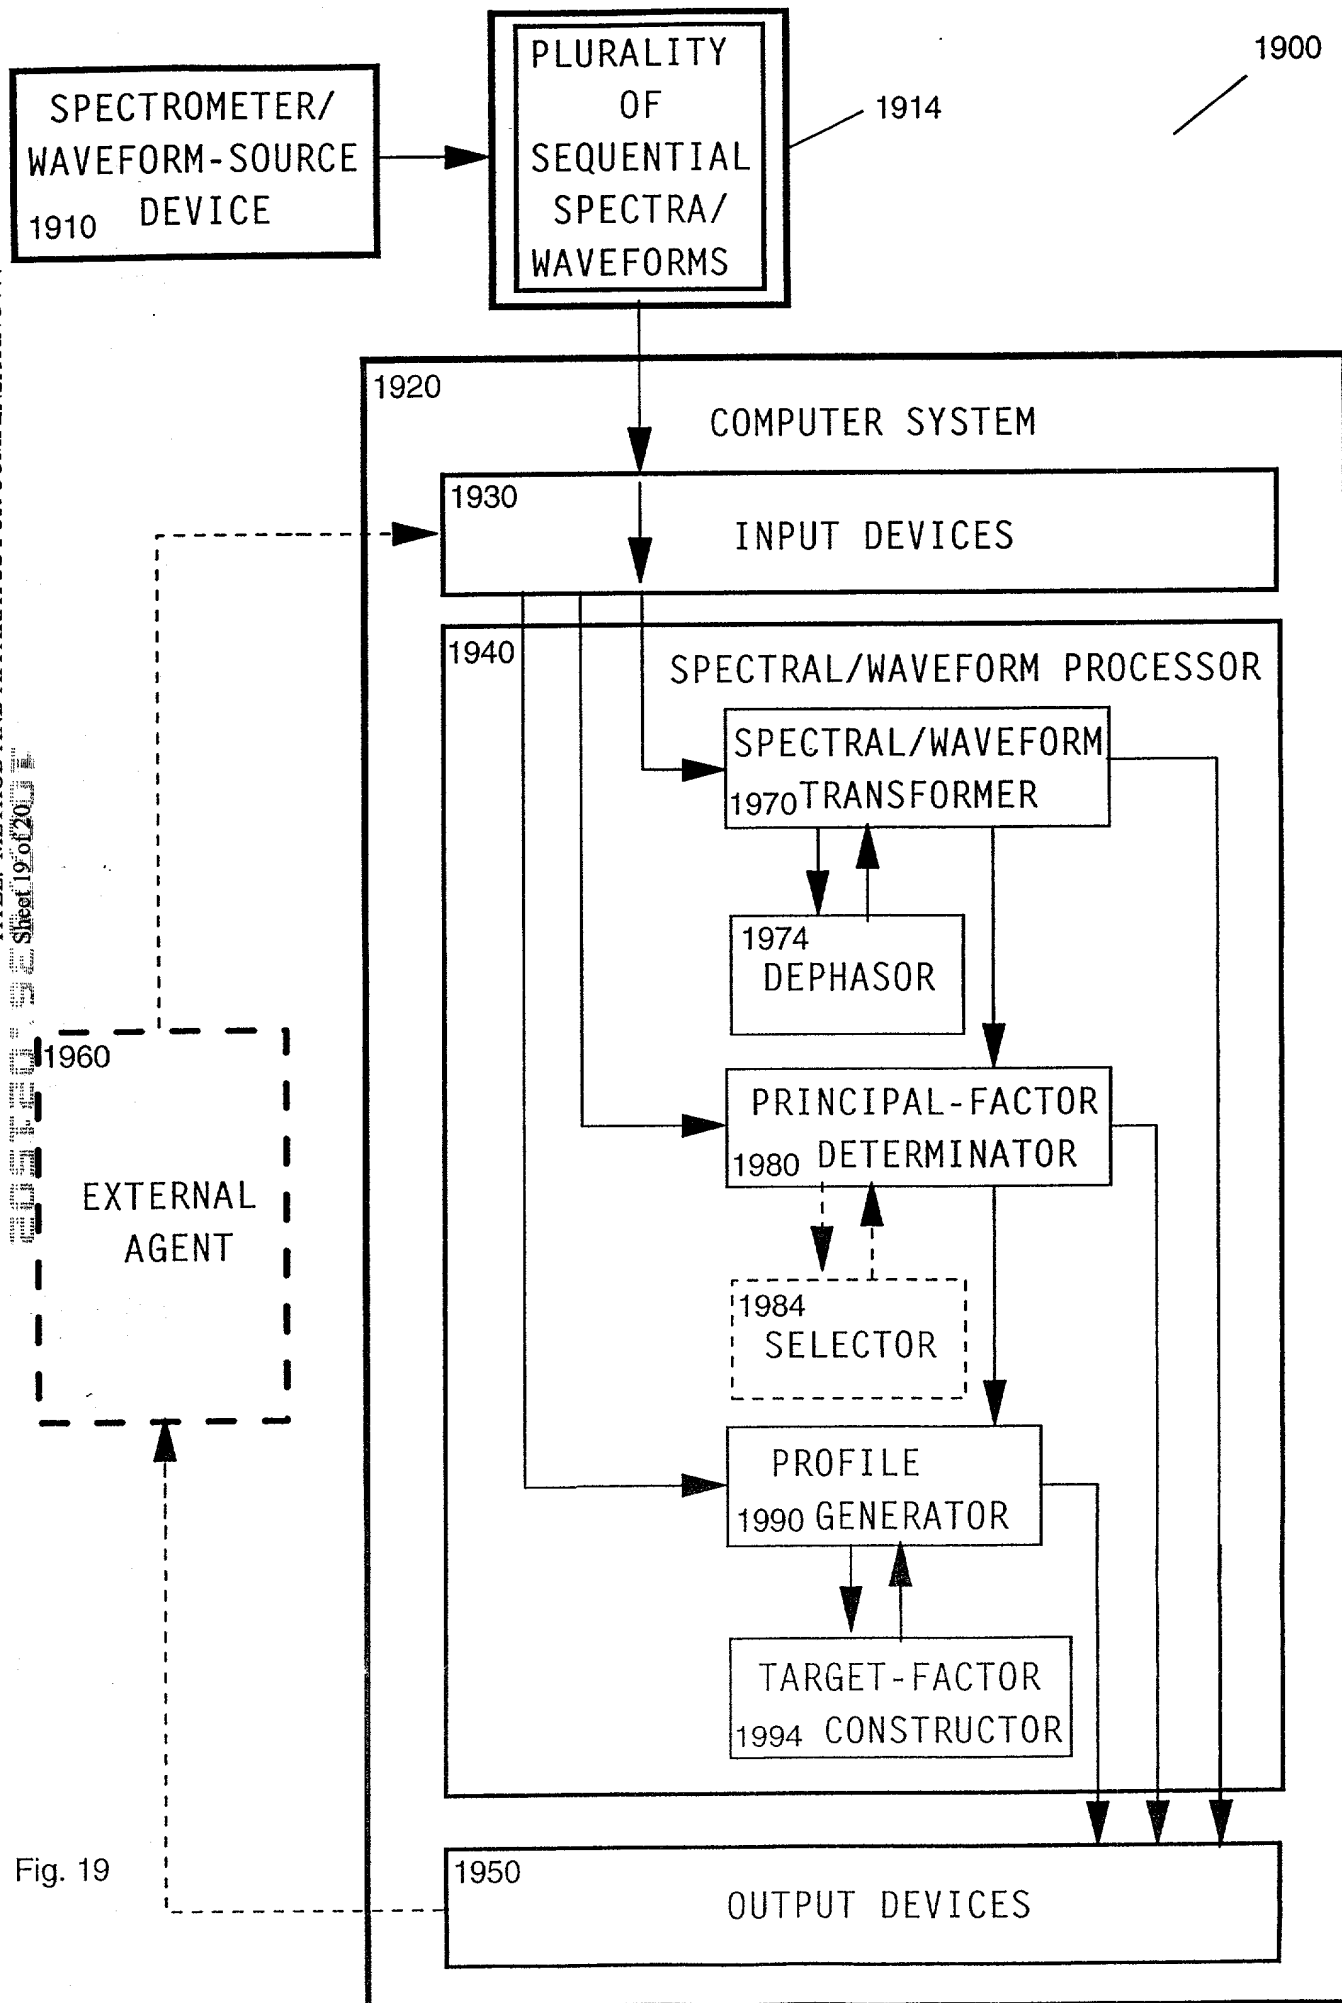 1900
PLURALITY
OF
SEQUENTIAL
SPECTRA/
WAVEFORMS
1914
SPECTROMETER/
WAVEFORM-SOURCE
DEVICE
1910
1920
COMPUTER SYSTEM
1930
INPUT DEVICES
1940
SPECTRAL/WAVEFORM PROCESSOR
SPECTRAL/WAVEFORM
1970 TRANSFORMER
1974
DEPHASOR
Sheet 19 of 20
1960
EXTERNAL
AGENT
PRINCIPAL-FACTOR
1980 DETERMINATOR
1984
SELECTOR
PROFILE
1990 GENERATOR
TARGET-FACTOR
1994 CONSTRUCTOR
1950
OUTPUT DEVICES
Fig. 19